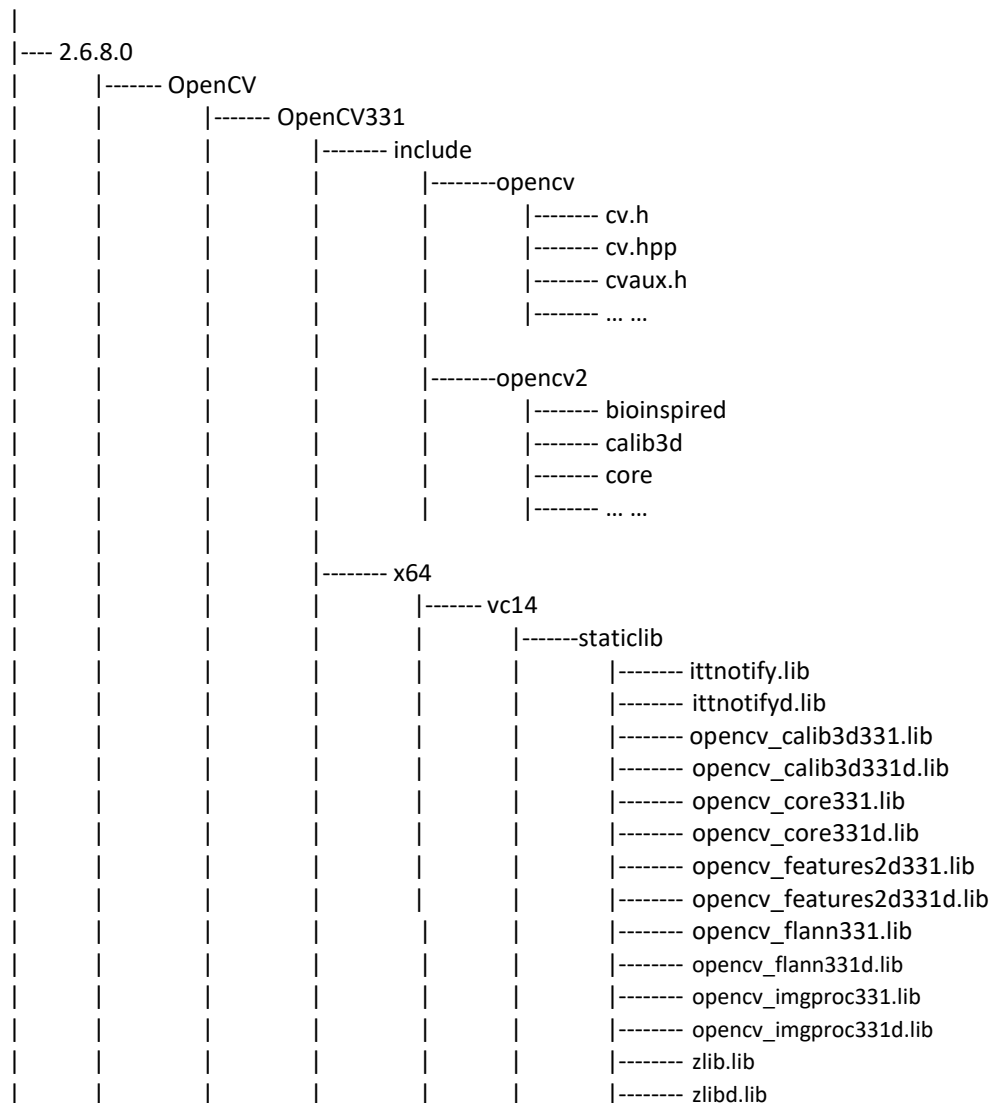 |
|---- 2.6.8.0
| |------- OpenCV
| | |------- OpenCV331
| | | |-------- include
| | | | |--------opencv
| | | | | |-------- cv.h
| | | | | |-------- cv.hpp
| | | | | |-------- cvaux.h
| | | | | |-------- ... ...
| | | | |
| | | | |--------opencv2
| | | | | |-------- bioinspired
| | | | | |-------- calib3d
| | | | | |-------- core
| | | | | |-------- ... ...
| | | |
| | | |-------- x64
| | | | |------- vc14
| | | | | |-------staticlib
| | | | | | |-------- ittnotify.lib
| | | | | | |-------- ittnotifyd.lib
| | | | | | |-------- opencv_calib3d331.lib
| | | | | | |-------- opencv_calib3d331d.lib
| | | | | | |-------- opencv_core331.lib
| | | | | | |-------- opencv_core331d.lib
| | | | | | |-------- opencv_features2d331.lib
| | | | | | |-------- opencv_features2d331d.lib
| | | | | | |-------- opencv_flann331.lib
| | | | | | |-------- opencv_flann331d.lib
| | | | | | |-------- opencv_imgproc331.lib
| | | | | | |-------- opencv_imgproc331d.lib
| | | | | | |-------- zlib.lib
| | | | | | |-------- zlibd.lib